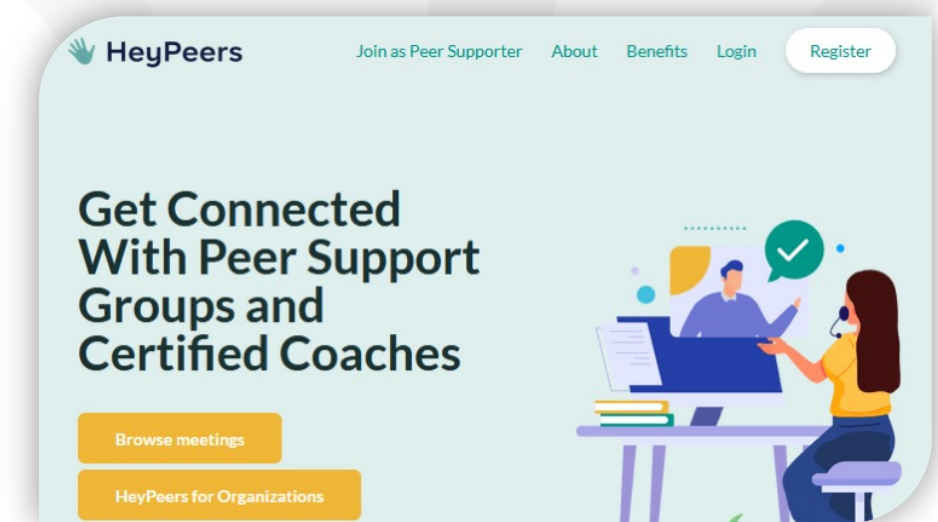 HeyPeers
Join as Peer Supporter About Benefits Login Register
Get Connected
With Peer Support
Groups and
Certified Coaches
Browse meetings
HeyPeers for Organizations